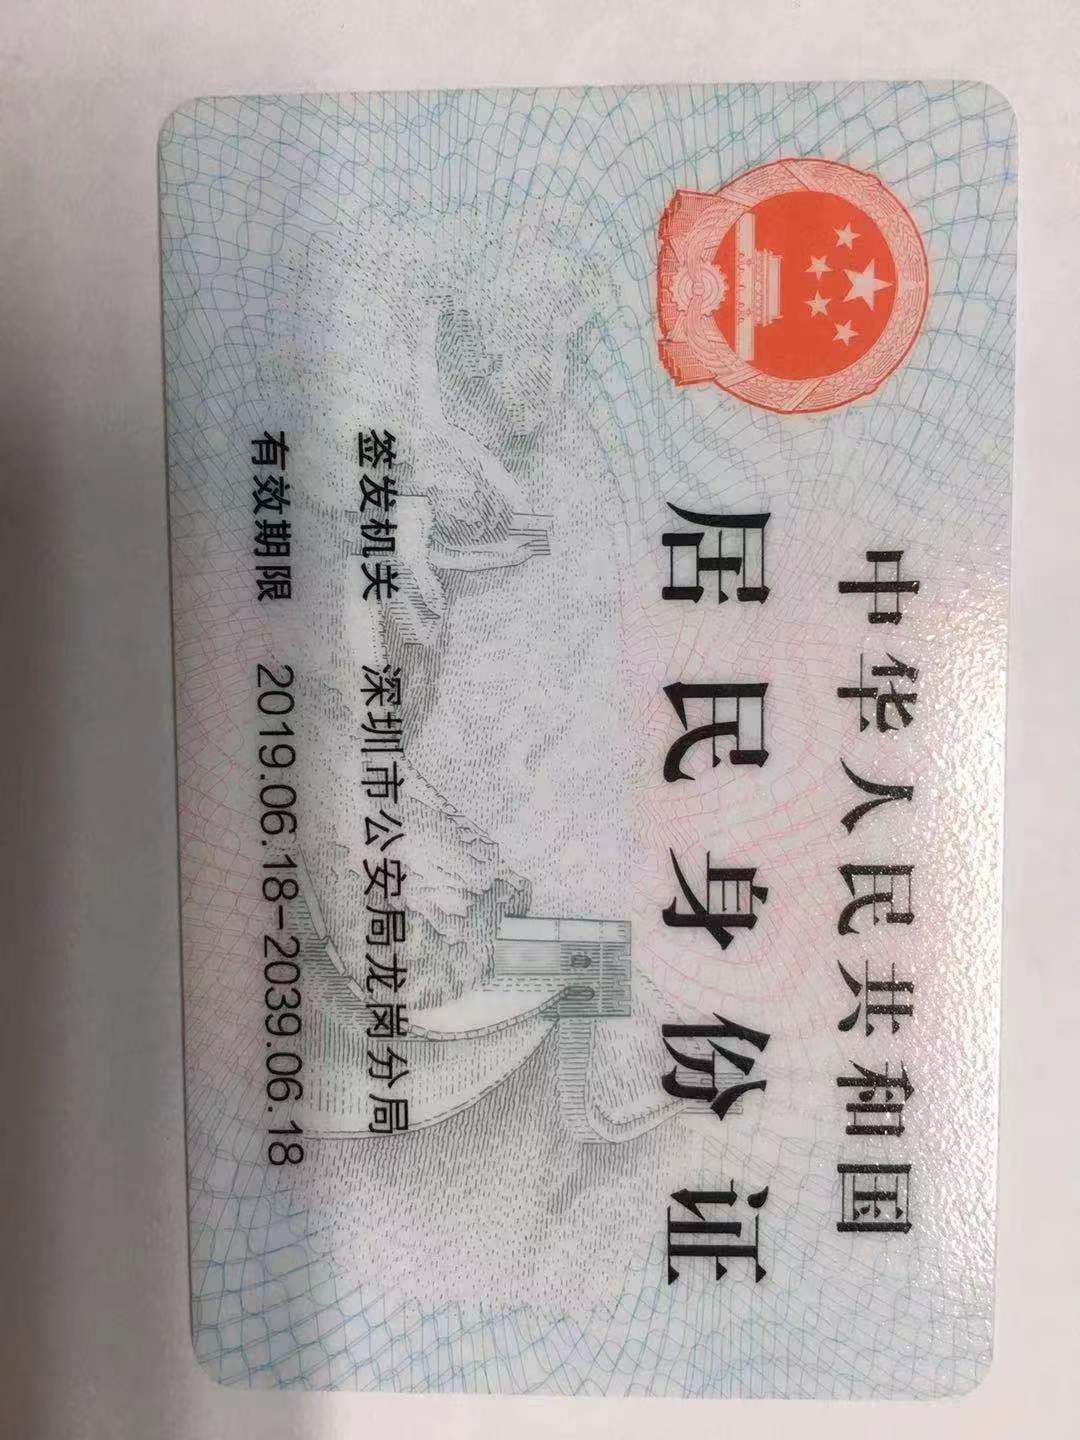 中华人民共和国
居民身份证
签发机关 深圳市公安局龙岗分局
有效期限 2019.06.18-2039.06.18